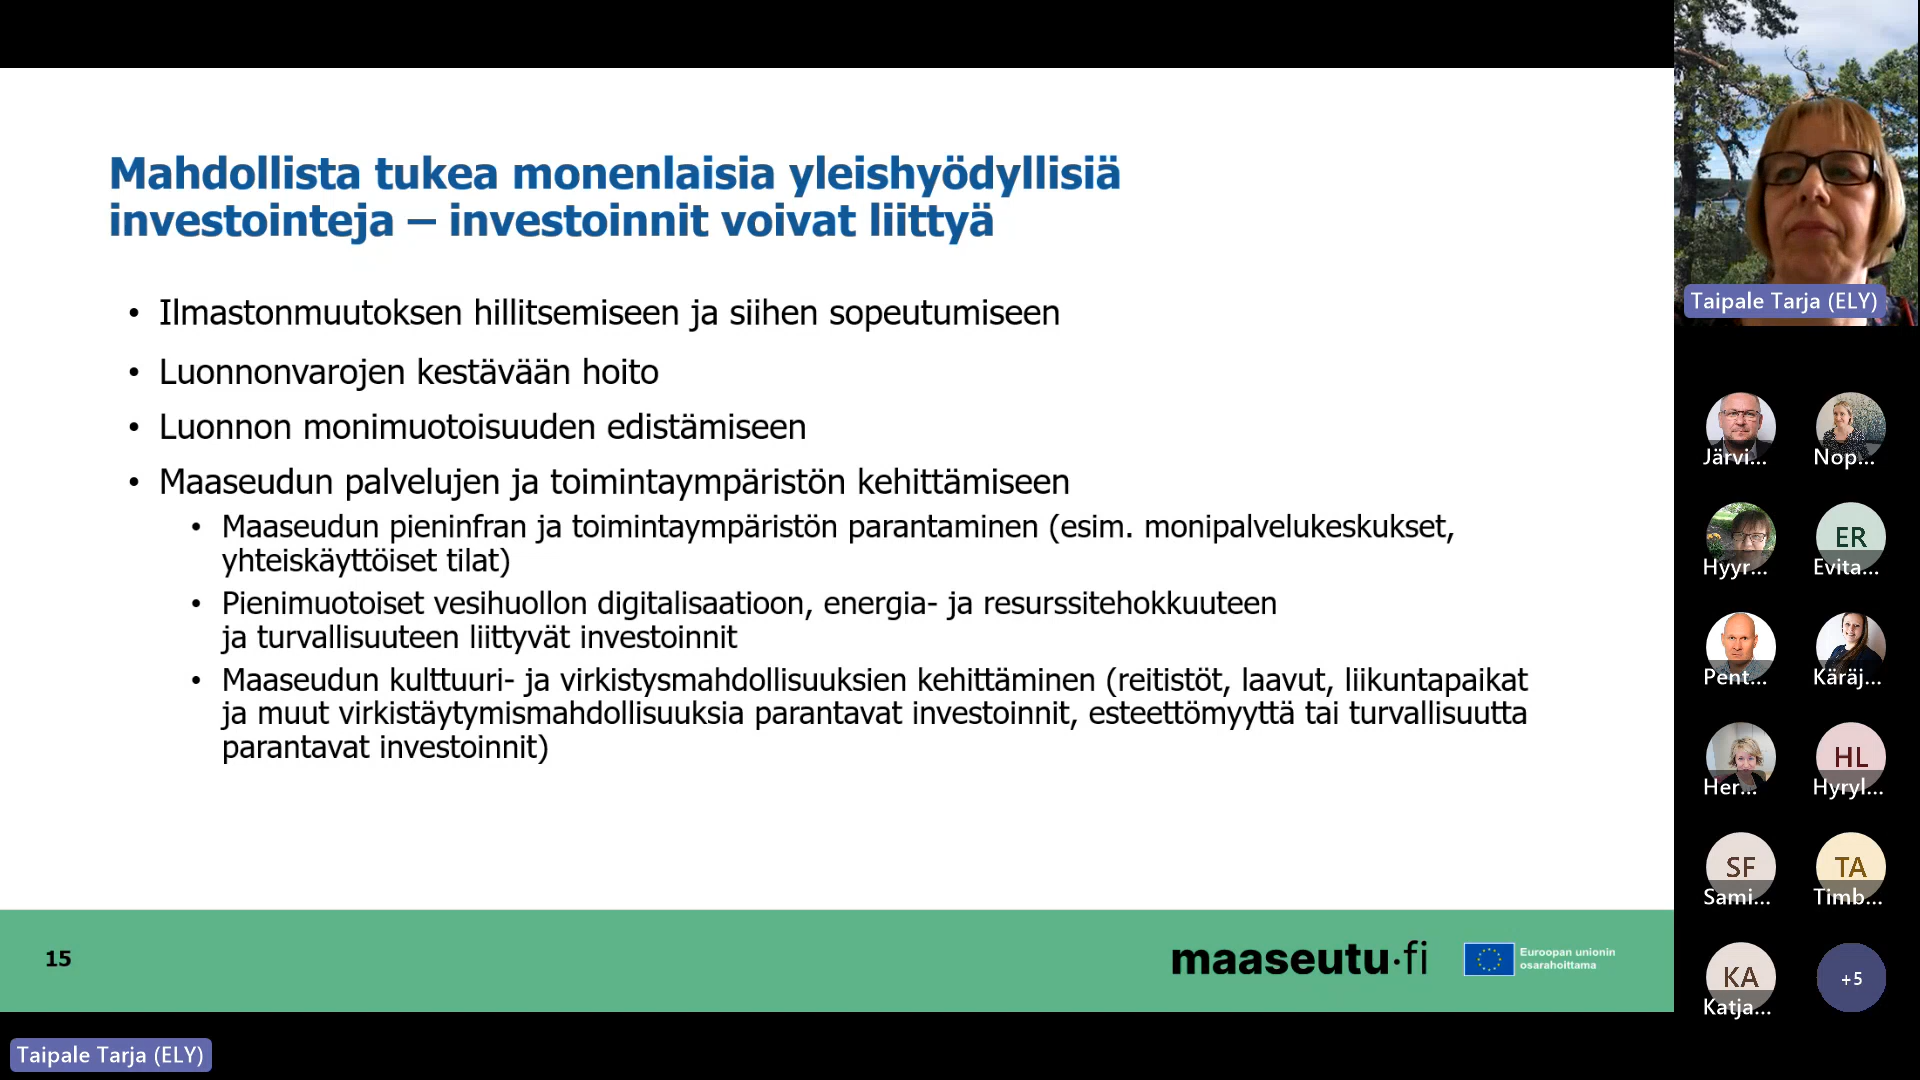 Mahdollista tukea monenlaisia yleishyödyllisiä
investointeja – investoinnit voivat liittyä
• Ilmastonmuutoksen hillitsemiseen ja siihen sopeutumiseen
• Luonnonvarojen kestävään hoito
• Luonnon monimuotoisuuden edistämiseen
• Maaseudun palvelujen ja toimintaympäristön kehittämiseen
• Maaseudun pieninfran ja toimintaympäristön parantaminen (esim. monipalvelukeskukset,
yhteiskäyttöiset tilat)
• Pienimuotoiset vesihuollon digitalisaatioon, energia- ja resurssitehokkuuteen
ja turvallisuuteen liittyvät investoinnit
• Maaseudun kulttuuri- ja virkistysmahdollisuuksien kehittäminen (reitistöt, laavut, liikuntapaikat
ja muut virkistäytymismahdollisuuksia parantavat investoinnit, esteettömyyttä tai turvallisuutta
parantavat investoinnit)
15
maaseutu.fi
Euroopan unionin
osarahoittama
Taipale Tarja (ELY)
Taipale Tarja (ELY)
Järvi...
Nop...
Hyyr...
ER
Evita...
Pent...
Käräj...
Her...
HL
Hyryl...
SF
Sami...
TA
Timb...
KA
Katja...
+5